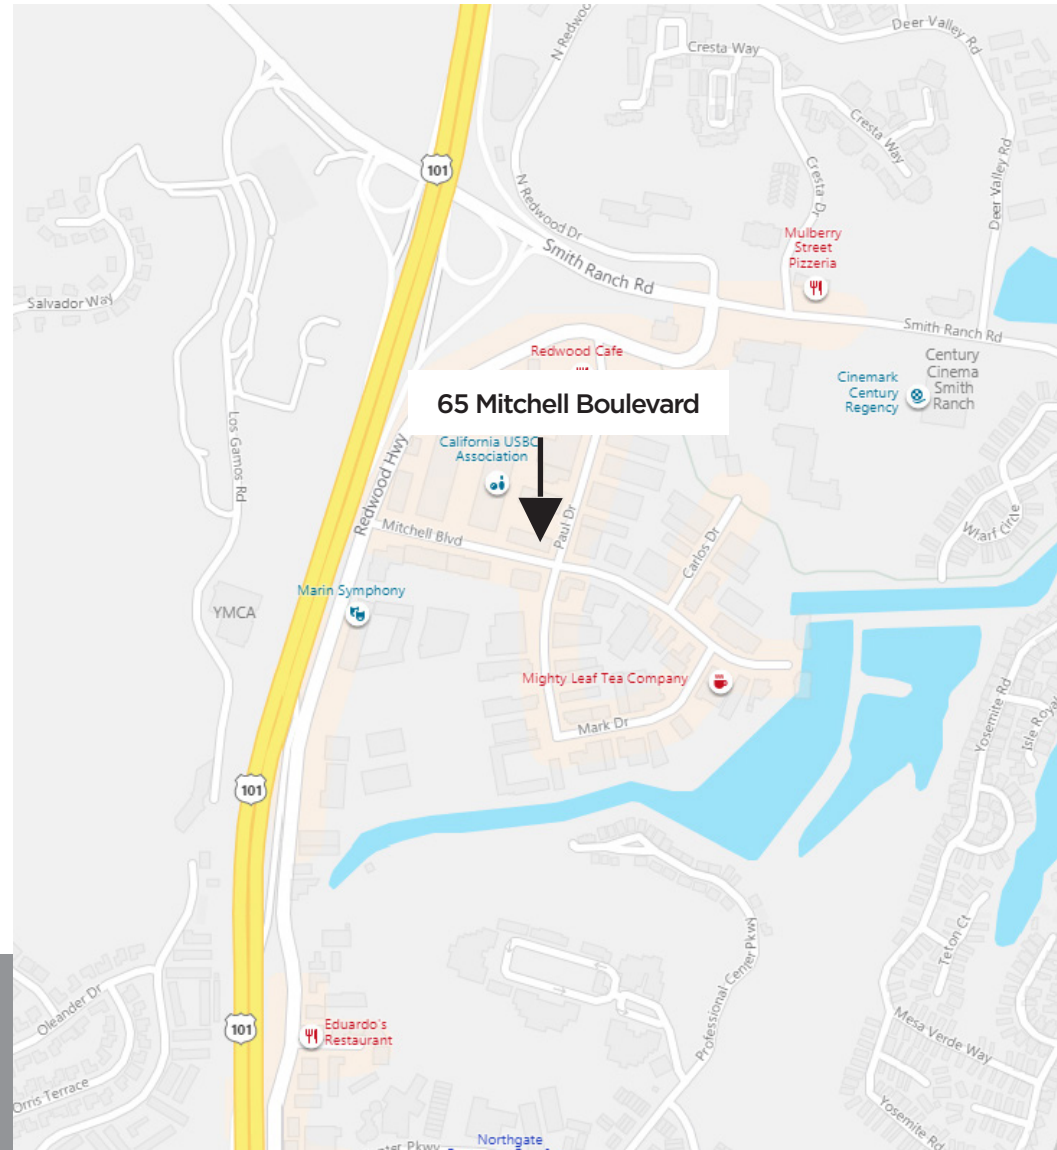 N Redwoo
Deer Valley Rd
Cresta Way
Cresta Way
101
Cresta Dr
Deer Valley Rd
N Redwood Dr
Smith Ranch Rd
Mulberry
Street
Pizzeria
Salvador Way
Smith Ranch Rd
Redwood Cafe
Century
Cinema
Smith
Ranch
Cinemark
Century
Regency
65 Mitchell Boulevard
Los Gamos Rd
Redwood Hwy
California USBC
Association
Mitchell Blvd
Paul Dr
Carlos Dr
Wharf Circle
Marin Symphony
YMCA
Mighty Leaf Tea Company
Mark Dr
Yosemite Rd
Isle Roya
101
Professional Center Pkwy
Teton Ct
Oleander Dr
101
Eduardo's
Restaurant
Mesa Verde Way
Orris Terrace
Yosemite Rd
Northgate
ter Pkwy